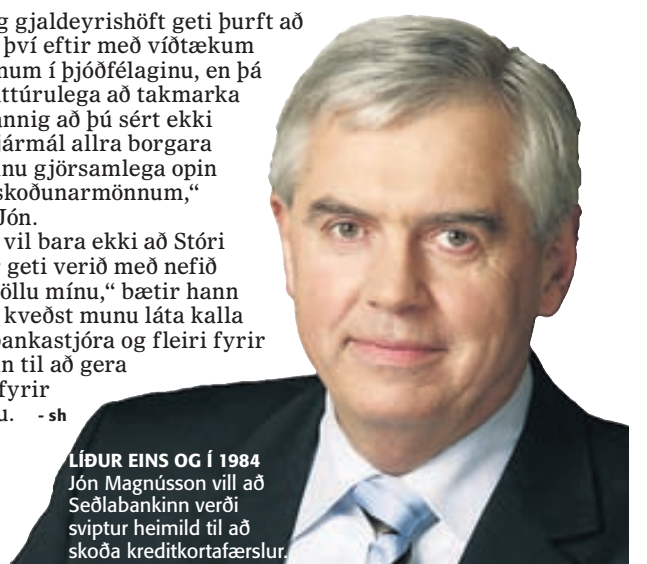 g gjaldeyrishöft geti þurft að
því eftir með víðtækum
num í þjóðfélaginu, en þá
ttúrulega að takmarka
annig að þú sért ekki
jármál allra borgara
nu gjörsamlega opin
skoðunarmönnum,“
Jón.
vil bara ekki að Stóri
r geti verið með nefið
öllu mínu,“ bætir hann
kveðst munu láta kalla
bankastjóra og fleiri fyrir
n til að gera
fyrir
u. - sh
LÍÐUR EINS OG Í 1984
Jón Magnússon vill að
Seðlabankinn verði
sviptur heimild til að
skoða kreditkortafærslur.